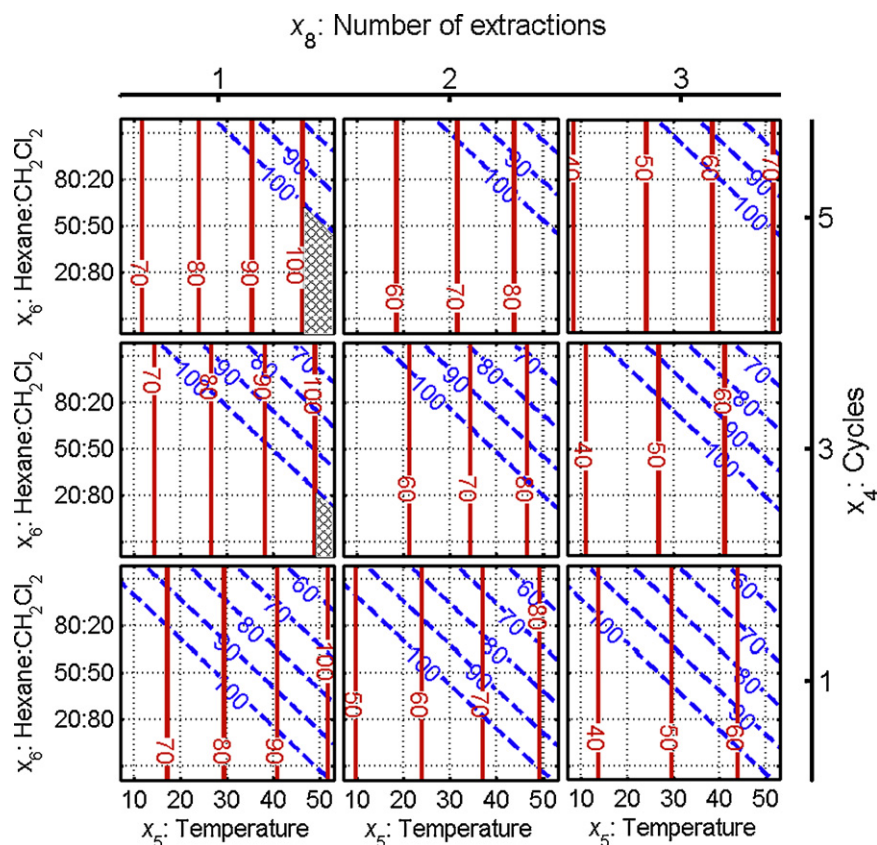 x₈: Number of extractions
1 2 3
x₆: Hexane:CH₂Cl₂
80:20
50:50
20:80
70 80 90 100 90 100
60 70 80 90 100
40 50 60 70 90 100
5
x₆: Hexane:CH₂Cl₂
80:20
50:50
20:80
70 80 90 100 100 90 80 70
60 70 80 100 90 80 70
40 50 60 100 90 80 70
3
x₄: Cycles
x₆: Hexane:CH₂Cl₂
80:20
50:50
20:80
70 80 90 100 100 90 80 70 60
50 60 70 80 100 90 80 70 60
40 50 60 100 90 80 70 60
1
10 20 30 40 50 10 20 30 40 50 10 20 30 40 50
x₅: Temperature x₅: Temperature x₅: Temperature